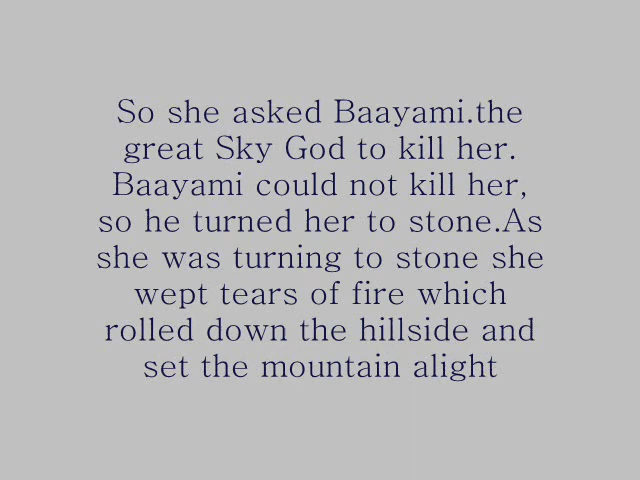 So she asked Baayami.the
great Sky God to kill her.
Baayami could not kill her,
so he turned her to stone.As
she was turning to stone she
wept tears of fire which
rolled down the hillside and
set the mountain alight